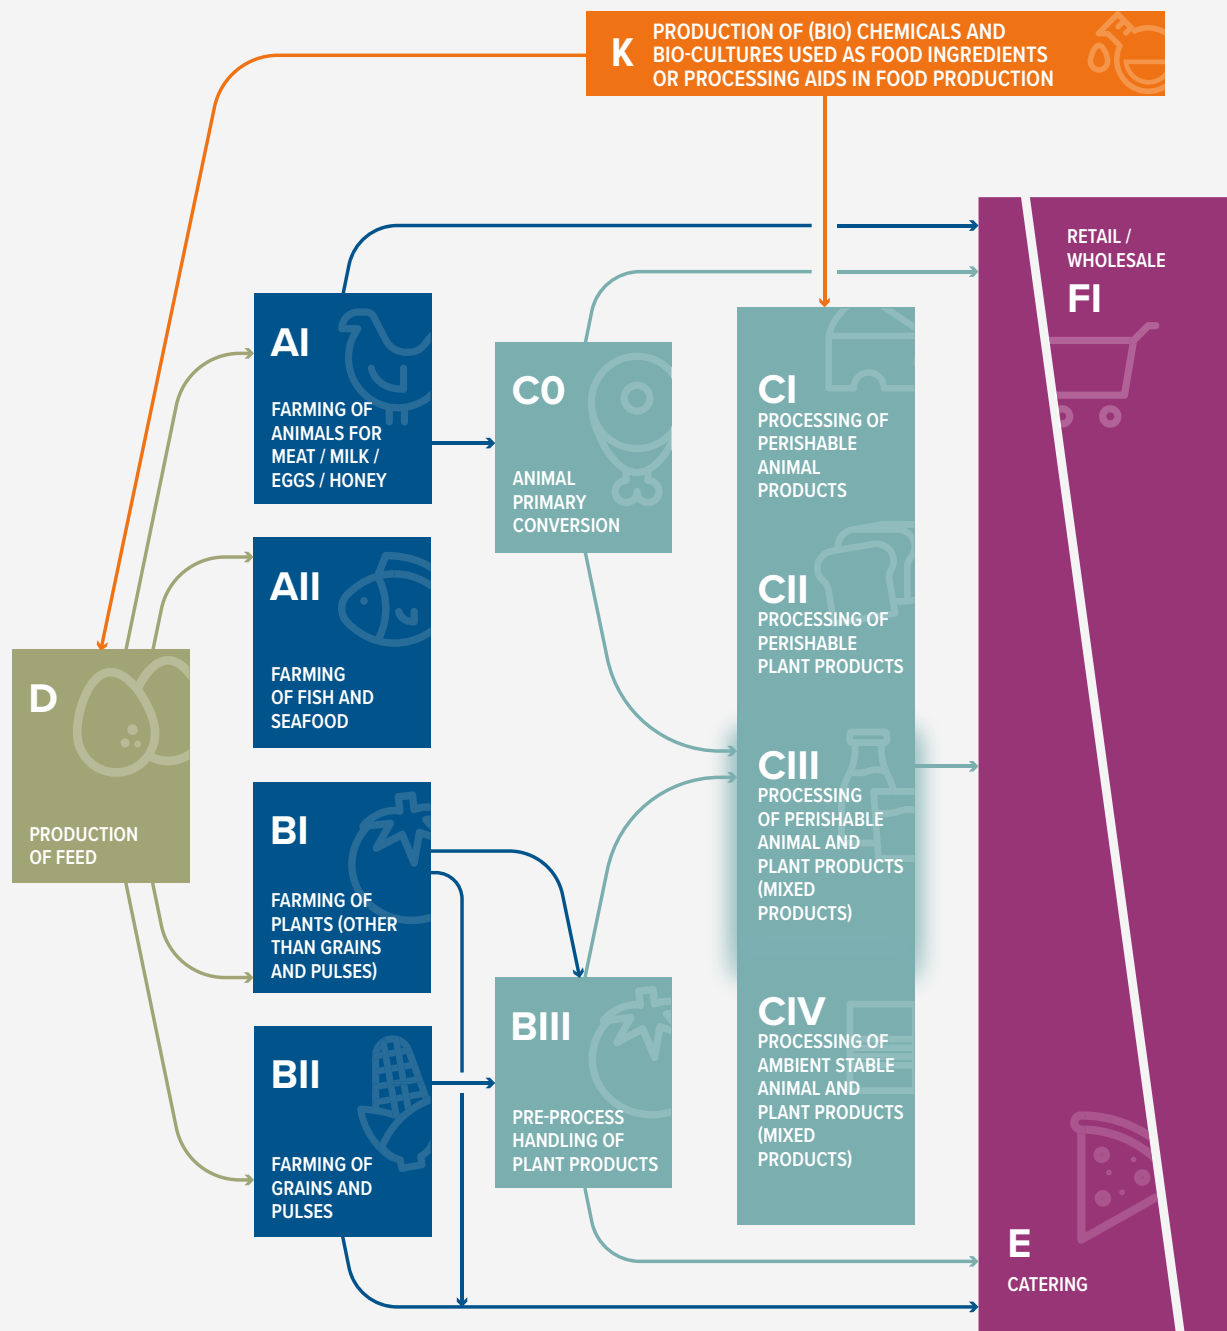 K
PRODUCTION OF (BIO) CHEMICALS AND
BIO-CULTURES USED AS FOOD INGREDIENTS
OR PROCESSING AIDS IN FOOD PRODUCTION
RETAIL /
WHOLESALE
FI
AI
FARMING OF
ANIMALS FOR
MEAT / MILK /
EGGS / HONEY
C0
ANIMAL
PRIMARY
CONVERSION
CI
PROCESSING OF
PERISHABLE
ANIMAL
PRODUCTS
AII
FARMING
OF FISH AND
SEAFOOD
CII
PROCESSING OF
PERISHABLE
PLANT PRODUCTS
D
PRODUCTION
OF FEED
BI
FARMING OF
PLANTS (OTHER
THAN GRAINS
AND PULSES)
CIII
PROCESSING
OF PERISHABLE
ANIMAL AND
PLANT PRODUCTS
(MIXED
PRODUCTS)
BII
FARMING OF
GRAINS AND
PULSES
BIII
PRE-PROCESS
HANDLING OF
PLANT PRODUCTS
CIV
PROCESSING OF
AMBIENT STABLE
ANIMAL AND
PLANT PRODUCTS
(MIXED
PRODUCTS)
E
CATERING